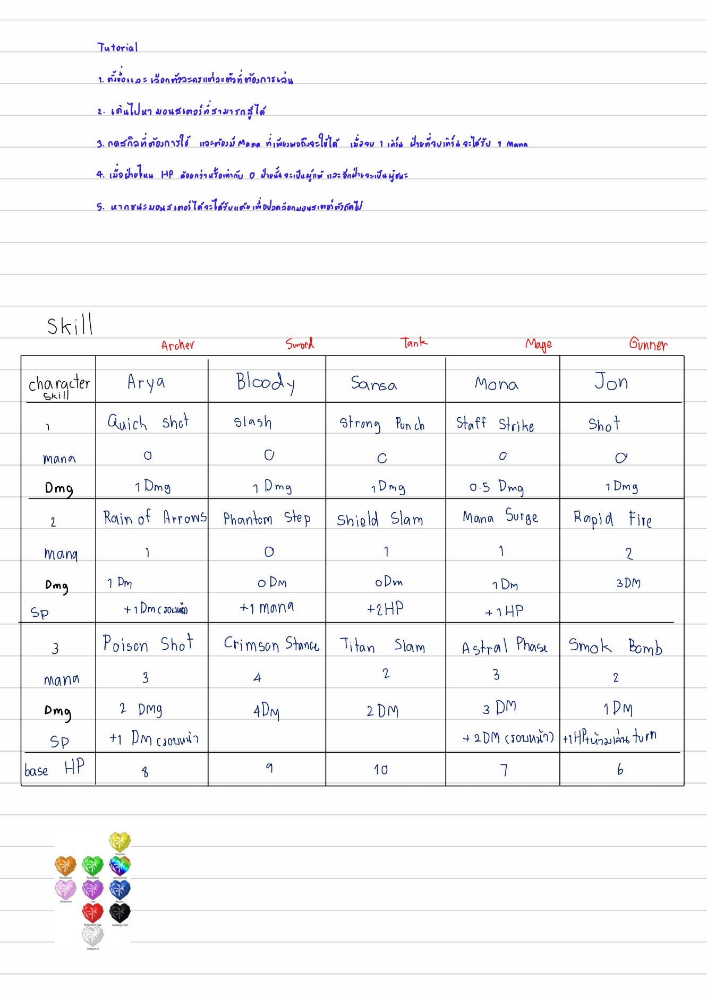 Tutorial
1. ตั้งชื่อและ เลือกตัวละครแต่ละตัวที่ต้องการเล่น
2. เดินไปหา มอนสเตอร์ที่สามารถสู้ได้
3. กดสกิลที่ต้องการใช้ และต้องมี Mana ที่เพียงพอถึงจะใช้ได้ เมื่อจบ 1 เทิร์น ฝ่ายที่จบเทิร์นจะได้รับ 1 Mana
4. เมื่อฝ่ายไหน HP น้อยกว่าหรือเท่ากับ 0 ฝ่ายนั้นจะเป็นผู้แพ้ และอีกฝ่ายจะเป็นผู้ชนะ
5. หากชนะมอนสเตอร์ได้จะได้รับแต้มเพื่อปลดล็อกมอนสเตอร์ตัวถัดไป
Skill
Archer Sword Tank Mage Gunner
character Arya Bloody Sansa Mona Jon
skill
1 Quick shot slash strong Punch Staff Strike Shot
mana 0 0 0 0 0
Dmg 1 Dmg 1 Dmg 1 Dmg 0.5 Dmg 1 Dmg
2 Rain of Arrows Phantom Step Shield Slam Mana Surge Rapid Fire
mana 1 0 1 1 2
Dmg 1 Dm 0 DM 0 Dm 1 Dm 3 DM
SP +1 Dm (รอบหน้า) +1 mana +2HP +1HP
3 Poison Shot Crimson Stance Titan Slam Astral Phase Smok Bomb
mana 3 4 2 3 2
Dmg 2 DMg 4DM 2 DM 3 DM 1 DM
SP +1 DM (รอบหน้า) +2DM (รอบหน้า) +1HP+ห้ามเล่น turn
base HP 8 9 10 7 6
Surprise
Infatuation Friendship Amusement
Limerence Lust Respect
Passionate love Jealousy, hate
Innocence